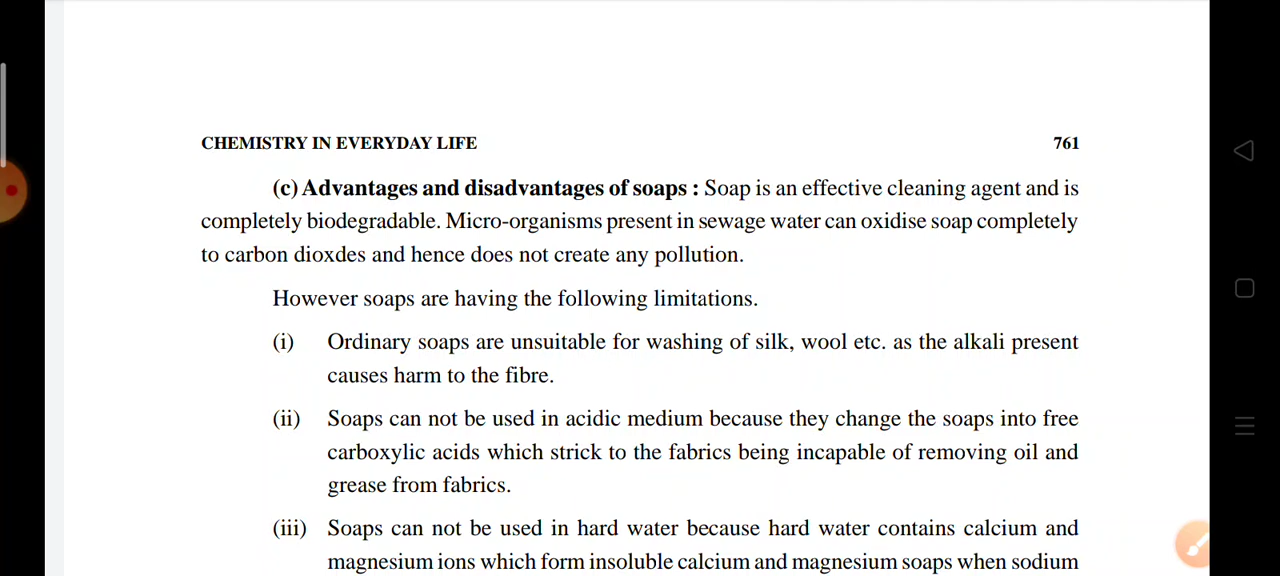 CHEMISTRY IN EVERYDAY LIFE 761
(c) Advantages and disadvantages of soaps : Soap is an effective cleaning agent and is
completely biodegradable. Micro-organisms present in sewage water can oxidise soap completely
to carbon dioxdes and hence does not create any pollution.
However soaps are having the following limitations.
(i) Ordinary soaps are unsuitable for washing of silk, wool etc. as the alkali present
causes harm to the fibre.
(ii) Soaps can not be used in acidic medium because they change the soaps into free
carboxylic acids which strick to the fabrics being incapable of removing oil and
grease from fabrics.
(iii) Soaps can not be used in hard water because hard water contains calcium and
magnesium ions which form insoluble calcium and magnesium soaps when sodium